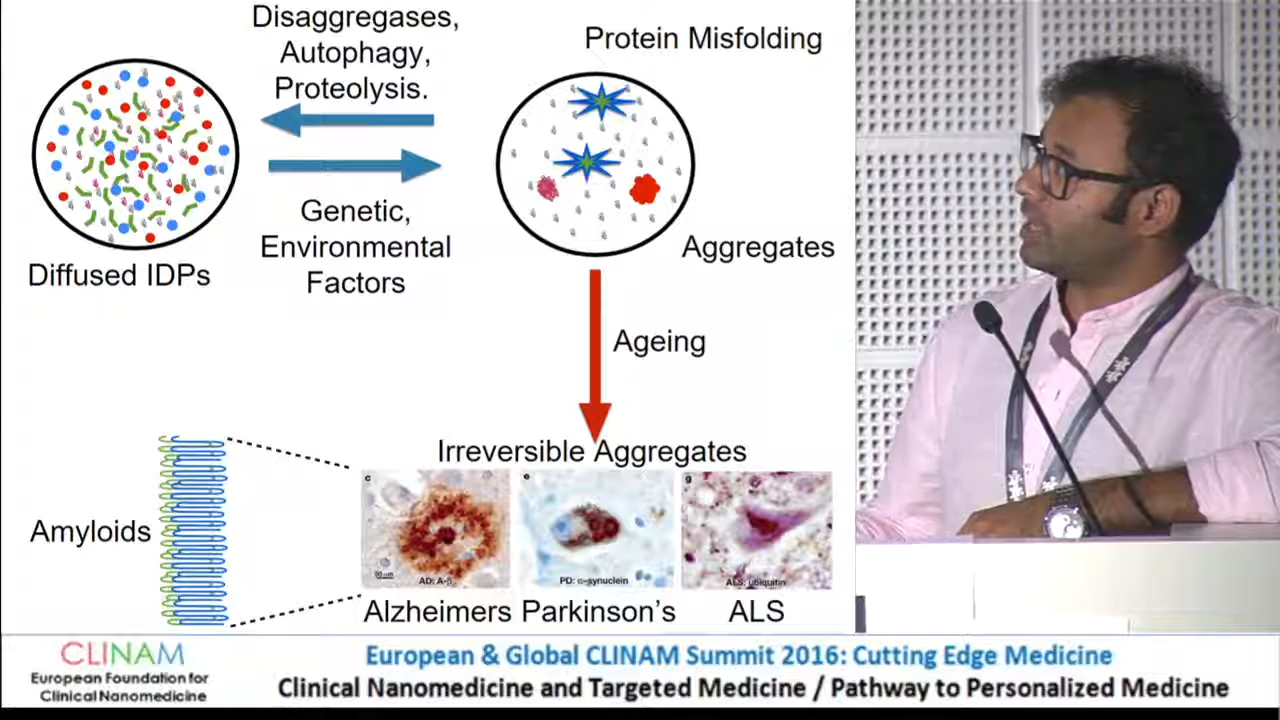 Disaggregases,
Autophagy,
Proteolysis.
Protein Misfolding
Genetic,
Environmental
Factors
Diffused IDPs
Aggregates
Ageing
Irreversible Aggregates
Amyloids
c
e
g
50 μm
AD: A-β
PD: α-synuclein
ALS: ubiquitin
Alzheimers
Parkinson's
ALS
CLINAM
European Foundation for
Clinical Nanomedicine
European & Global CLINAM Summit 2016: Cutting Edge Medicine
Clinical Nanomedicine and Targeted Medicine / Pathway to Personalized Medicine